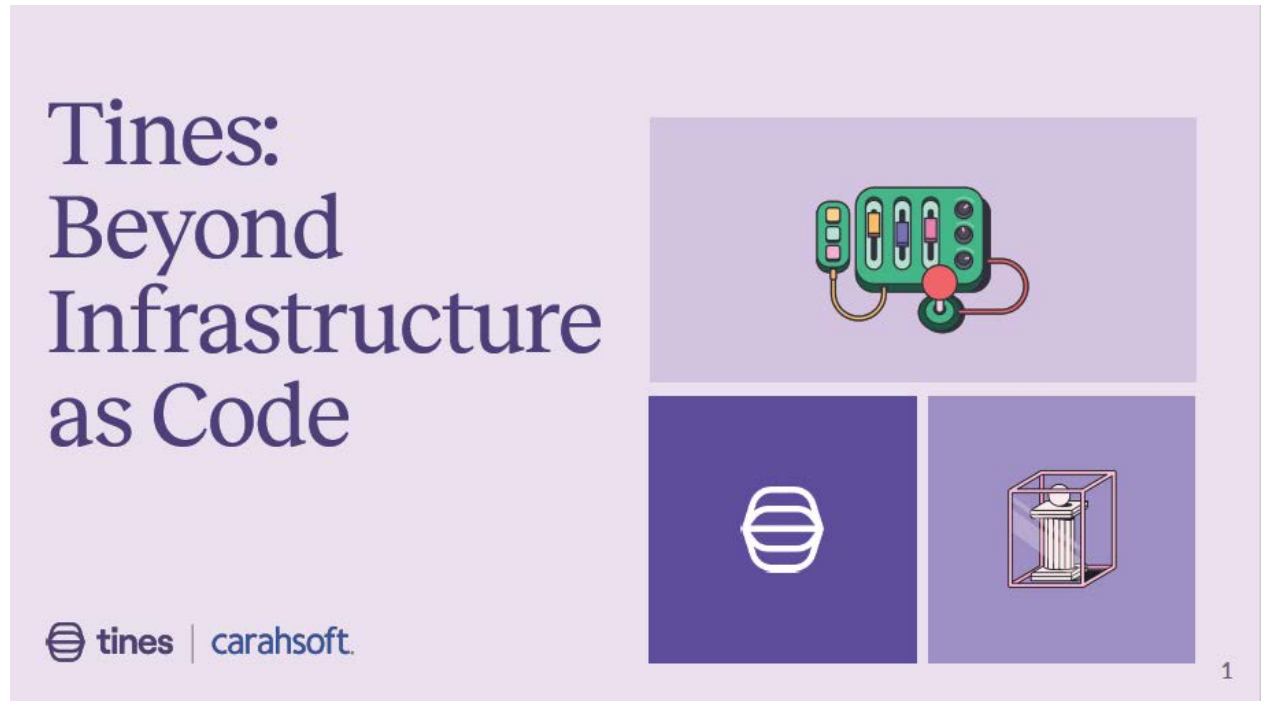 Tines:
Beyond
Infrastructure
as Code
tines | carahsoft.
1